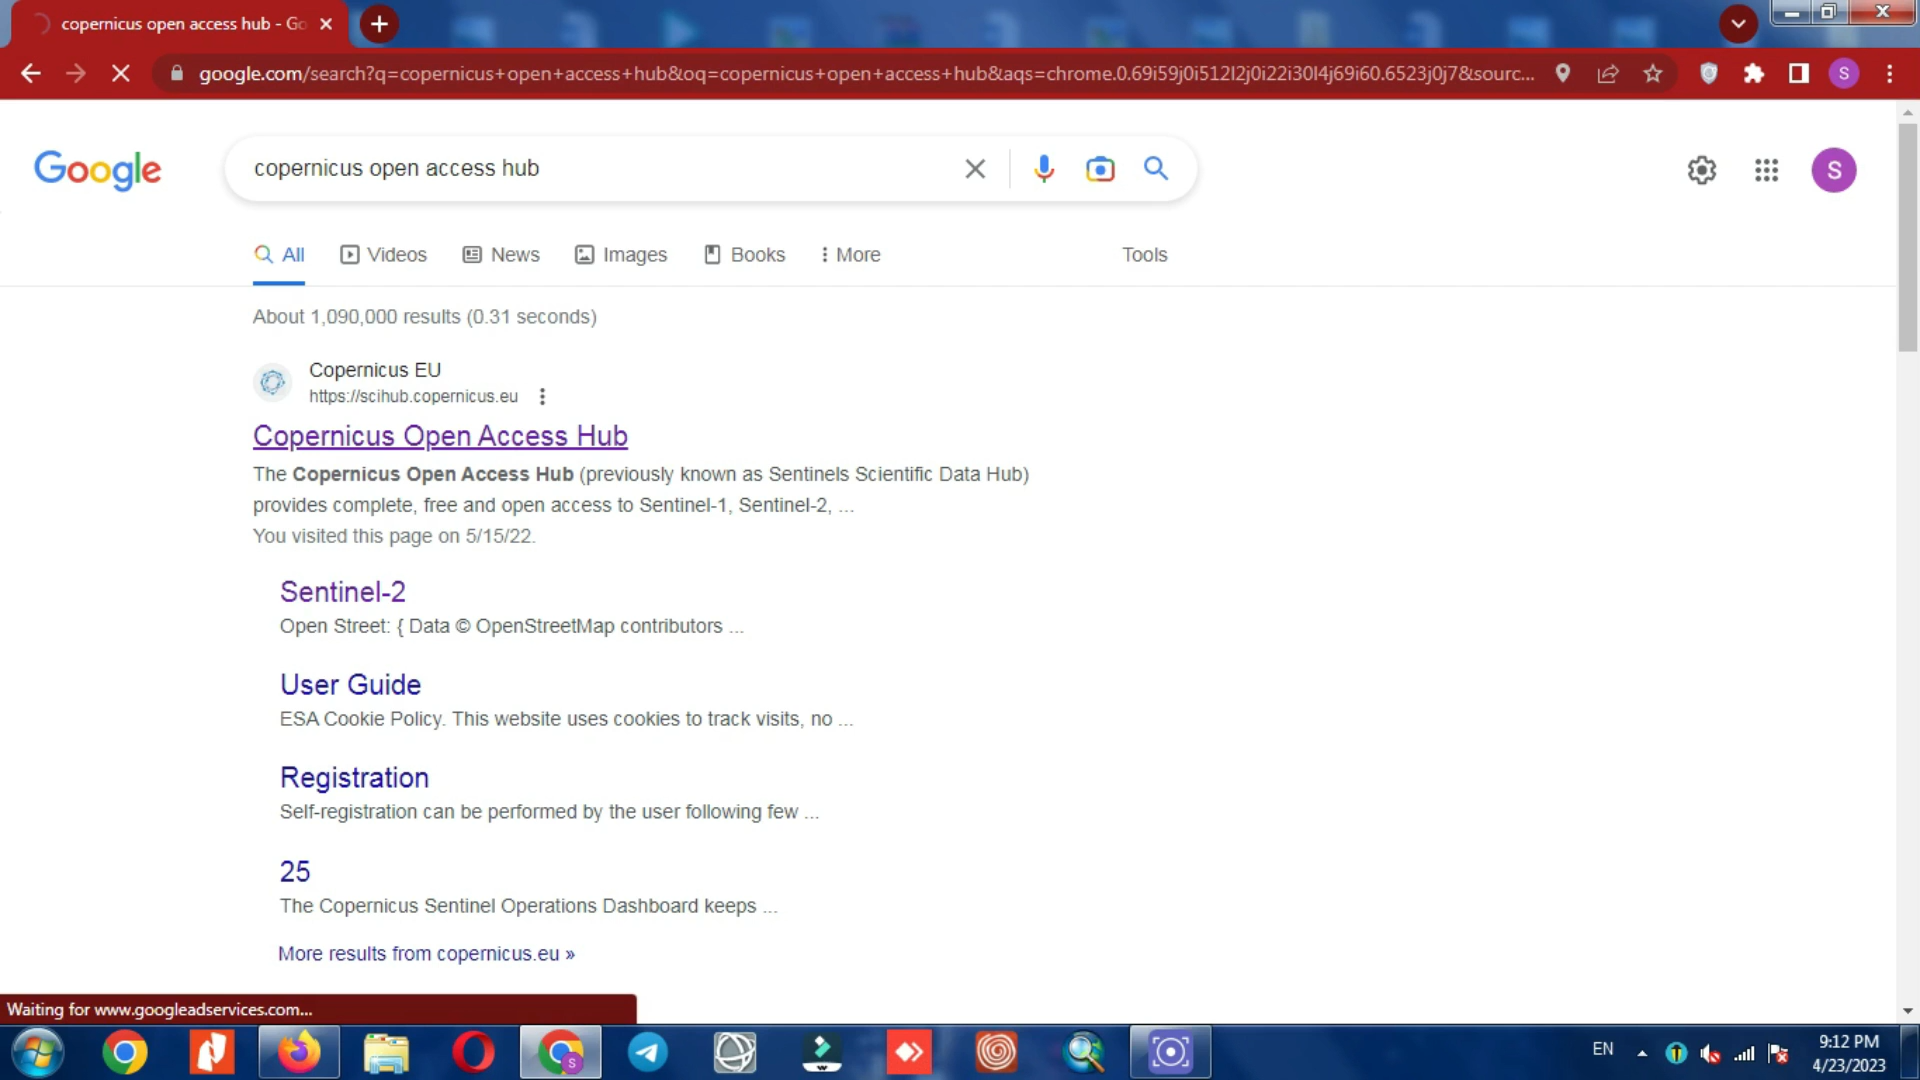 copernicus open access hub - Go
google.com/search?q=copernicus+open+access+hub&oq=copernicus+open+access+hub&aqs=chrome.0.69i59j0i512l2j0i22i30l4j69i60.6523j0j7&sourc...
S
Google
copernicus open access hub
S
All
Videos
News
Images
Books
More
Tools
About 1,090,000 results (0.31 seconds)
Copernicus EU
https://scihub.copernicus.eu
Copernicus Open Access Hub
The Copernicus Open Access Hub (previously known as Sentinels Scientific Data Hub)
provides complete, free and open access to Sentinel-1, Sentinel-2, ...
You visited this page on 5/15/22.
Sentinel-2
Open Street: { Data © OpenStreetMap contributors ...
User Guide
ESA Cookie Policy. This website uses cookies to track visits, no ...
Registration
Self-registration can be performed by the user following few ...
25
The Copernicus Sentinel Operations Dashboard keeps ...
More results from copernicus.eu »
Waiting for www.googleadservices.com...
S
EN
9:12 PM
4/23/2023